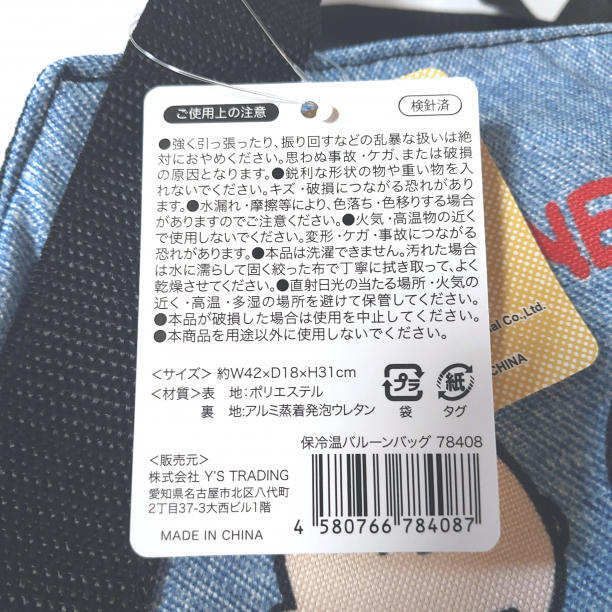 ご使用上の注意
検針済
●強く引っ張ったり、振り回すなどの乱暴な扱いは絶
対におやめください。思わぬ事故・ケガ、または破損
の原因となります。●鋭利な形状の物や重い物を入
れないでください。キズ・破損につながる恐れがあり
ます。●水漏れ・摩擦等により、色落ち・色移りする場合
がありますのでご注意ください。●火気・高温物の近く
で使用しないでください。変形・ケガ・事故につながる
恐れがあります。●本品は洗濯できません。汚れた場合
は水に濡らして固く絞った布で丁寧に拭き取って、よく
乾燥させてください。●直射日光の当たる場所・火気の
近く・高温・多湿の場所を避けて保管してください。
●本品が破損した場合は使用を中止してください。
●本商品を用途以外に使用しないでください。
<サイズ> 約W42×D18×H31cm
<材質>表 地:ポリエステル
裏 地:アルミ蒸着発泡ウレタン
プラ
袋
紙
タグ
保冷温バルーンバッグ 78408
<販売元>
株式会社 Y'S TRADING
愛知県名古屋市北区八代町
2丁目37-3大西ビル1階
MADE IN CHINA
4 580766 784087
Co.,Ltd.
CHINA
NE